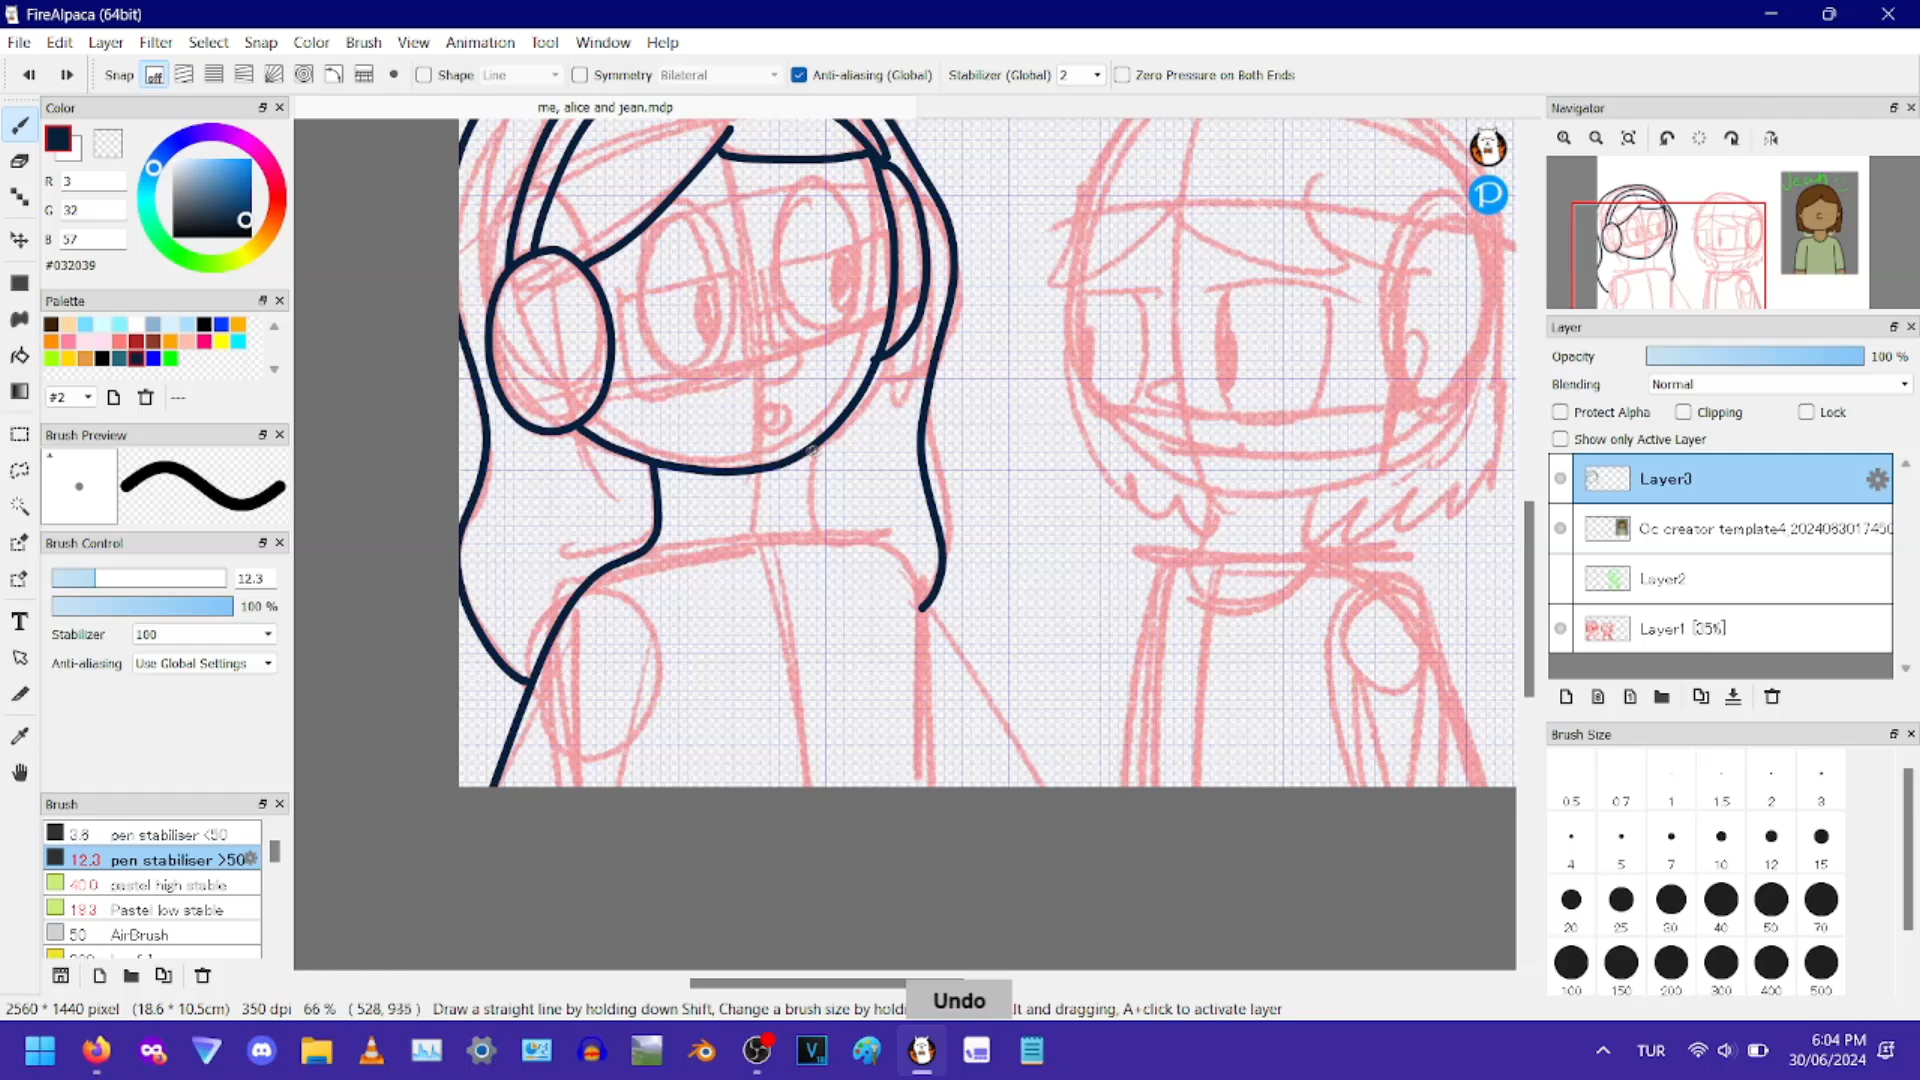 FireAlpaca (64bit)
File Edit Layer Filter Select Snap Color Brush View Animation Tool Window Help
Snap off Shape Line Symmetry Bilateral Anti-aliasing (Global) Stabilizer (Global) 2 Zero Pressure on Both Ends
Color
me, alice and jean.mdp
Navigator
R 3
G 32
B 57
#032039
Jean
Palette
#2
---
Layer
Opacity 100 %
Blending Normal
Protect Alpha Clipping Lock
Show only Active Layer
Layer3
Oc creator template4_2024063017450
Layer2
Layer1 [35%]
Brush Preview
Brush Control
12.3
100 %
Stabilizer 100
Anti-aliasing Use Global Settings
Brush
3.8 pen stabiliser <50
12.3 pen stabiliser >50
40.0 pastel high stable
19.3 Pastel low stable
50 AirBrush
Brush Size
0.5 0.7 1 1.5 2 3
4 5 7 10 12 15
20 25 30 40 50 70
100 150 200 300 400 500
2560 * 1440 pixel (18.6 * 10.5cm) 350 dpi 66 % ( 528, 935 ) Draw a straight line by holding down Shift, Change a brush size by holdi
Undo
lt and dragging, A+click to activate layer
TUR
6:04 PM
30/06/2024